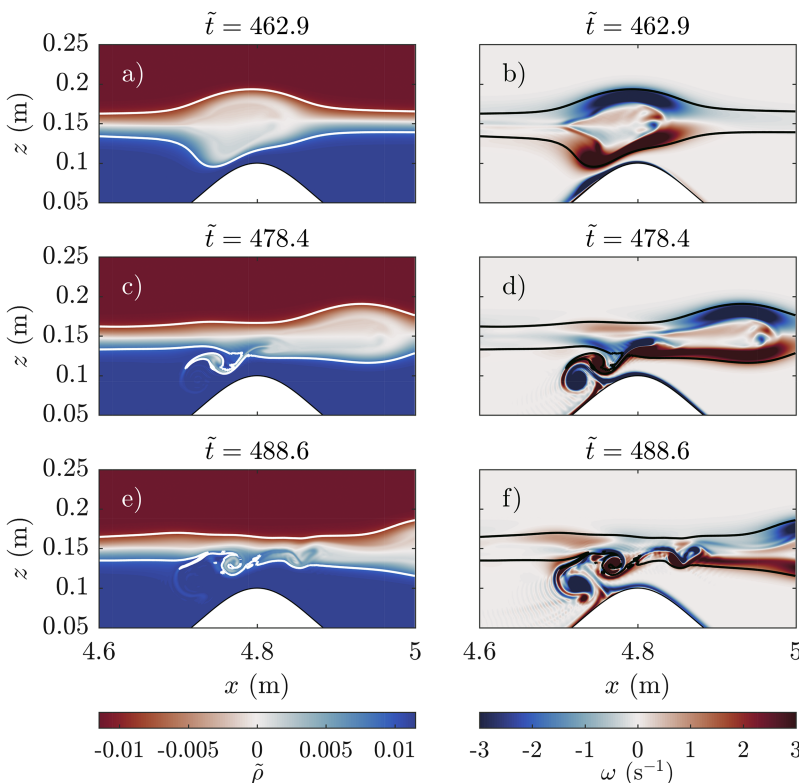 t̃ = 462.9
t̃ = 462.9
0.25
0.2
0.15
0.1
0.05
z (m)
a)
b)
t̃ = 478.4
t̃ = 478.4
0.25
0.2
0.15
0.1
0.05
z (m)
c)
d)
t̃ = 488.6
t̃ = 488.6
0.25
0.2
0.15
0.1
0.05
z (m)
e)
f)
4.6 4.8 5
4.6 4.8 5
x (m)
x (m)
-0.01 -0.005 0 0.005 0.01
-3 -2 -1 0 1 2 3
ρ̃
ω (s⁻¹)